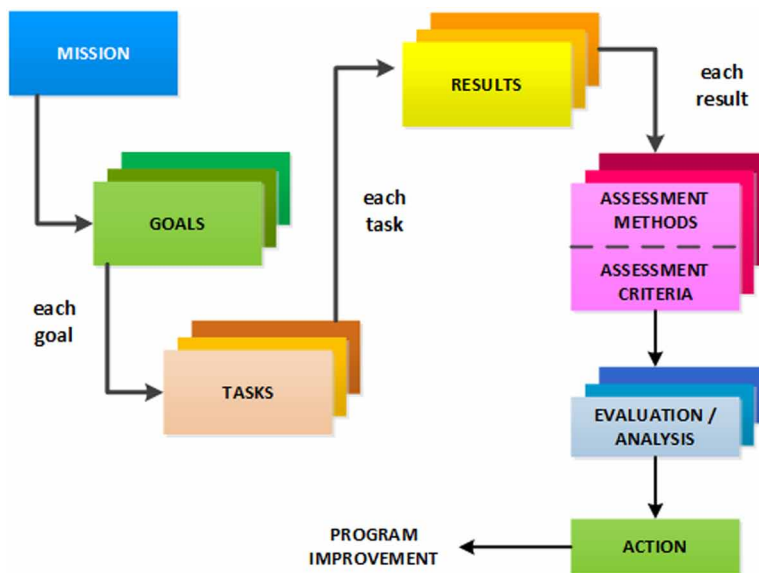 MISSION
GOALS
each
goal
TASKS
each
task
RESULTS
each
result
ASSESSMENT
METHODS
ASSESSMENT
CRITERIA
EVALUATION /
ANALYSIS
ACTION
PROGRAM
IMPROVEMENT